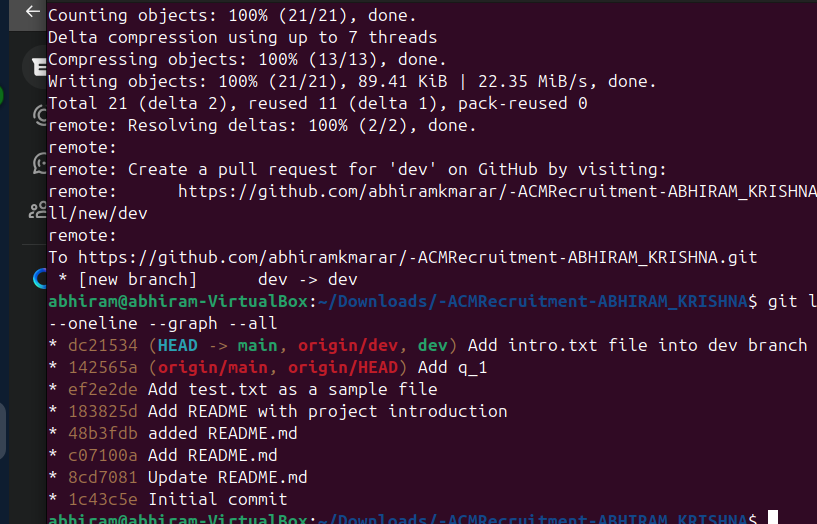 Counting objects: 100% (21/21), done.
Delta compression using up to 7 threads
Compressing objects: 100% (13/13), done.
Writing objects: 100% (21/21), 89.41 KiB | 22.35 MiB/s, done.
Total 21 (delta 2), reused 11 (delta 1), pack-reused 0
remote: Resolving deltas: 100% (2/2), done.
remote:
remote: Create a pull request for 'dev' on GitHub by visiting:
remote:      https://github.com/abhiramkmarar/-ACMRecruitment-ABHIRAM_KRISHNA
ll/new/dev
remote:
To https://github.com/abhiramkmarar/-ACMRecruitment-ABHIRAM_KRISHNA.git
 * [new branch]      dev -> dev
abhiram@abhiram-VirtualBox:~/Downloads/-ACMRecruitment-ABHIRAM_KRISHNA$ git l
--oneline --graph --all
* dc21534 (HEAD -> main, origin/dev, dev) Add intro.txt file into dev branch
* 142565a (origin/main, origin/HEAD) Add q_1
* ef2e2de Add test.txt as a sample file
* 183825d Add README with project introduction
* 48b3fdb added README.md
* c07100a Add README.md
* 8cd7081 Update README.md
* 1c43c5e Initial commit
abhiram@abhiram-VirtualBox:~/Downloads/-ACMRecruitment-ABHIRAM_KRISHNA$